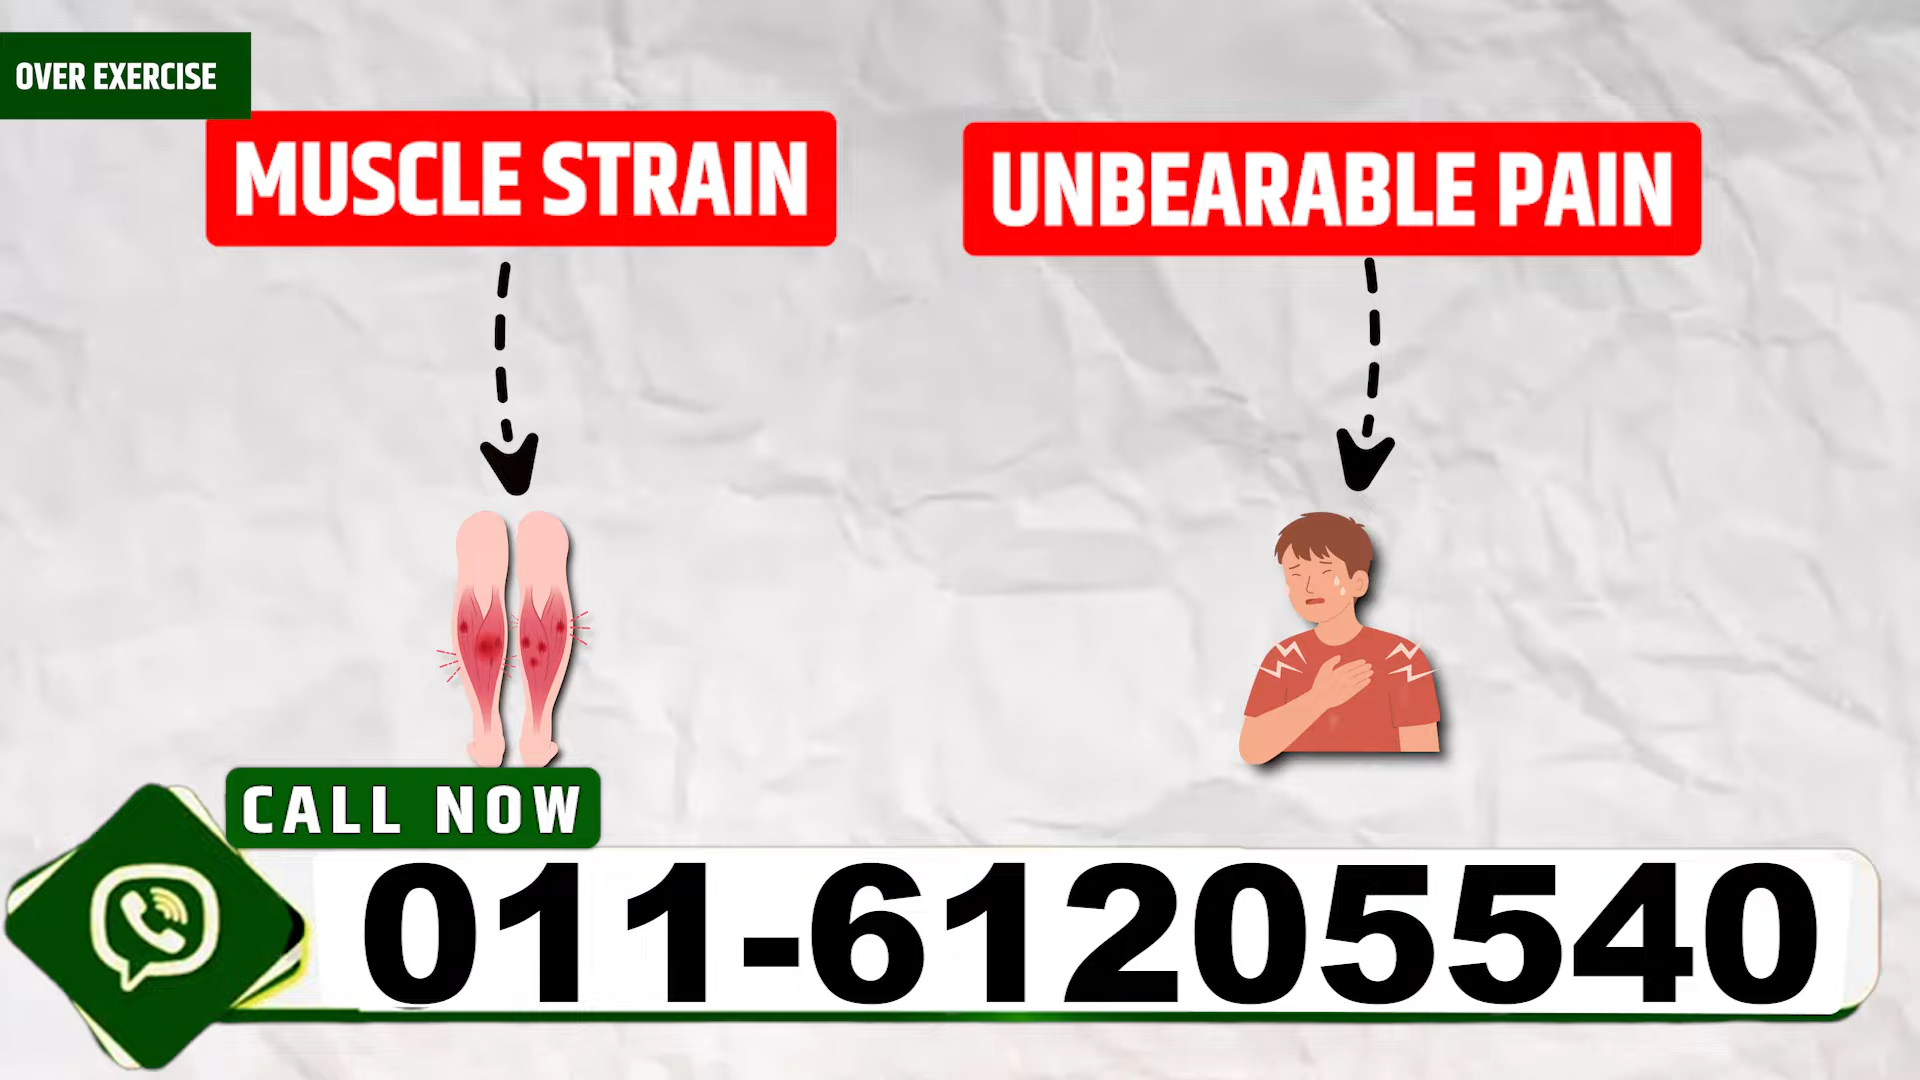 OVER EXERCISE
MUSCLE STRAIN
UNBEARABLE PAIN
CALL NOW
011-61205540